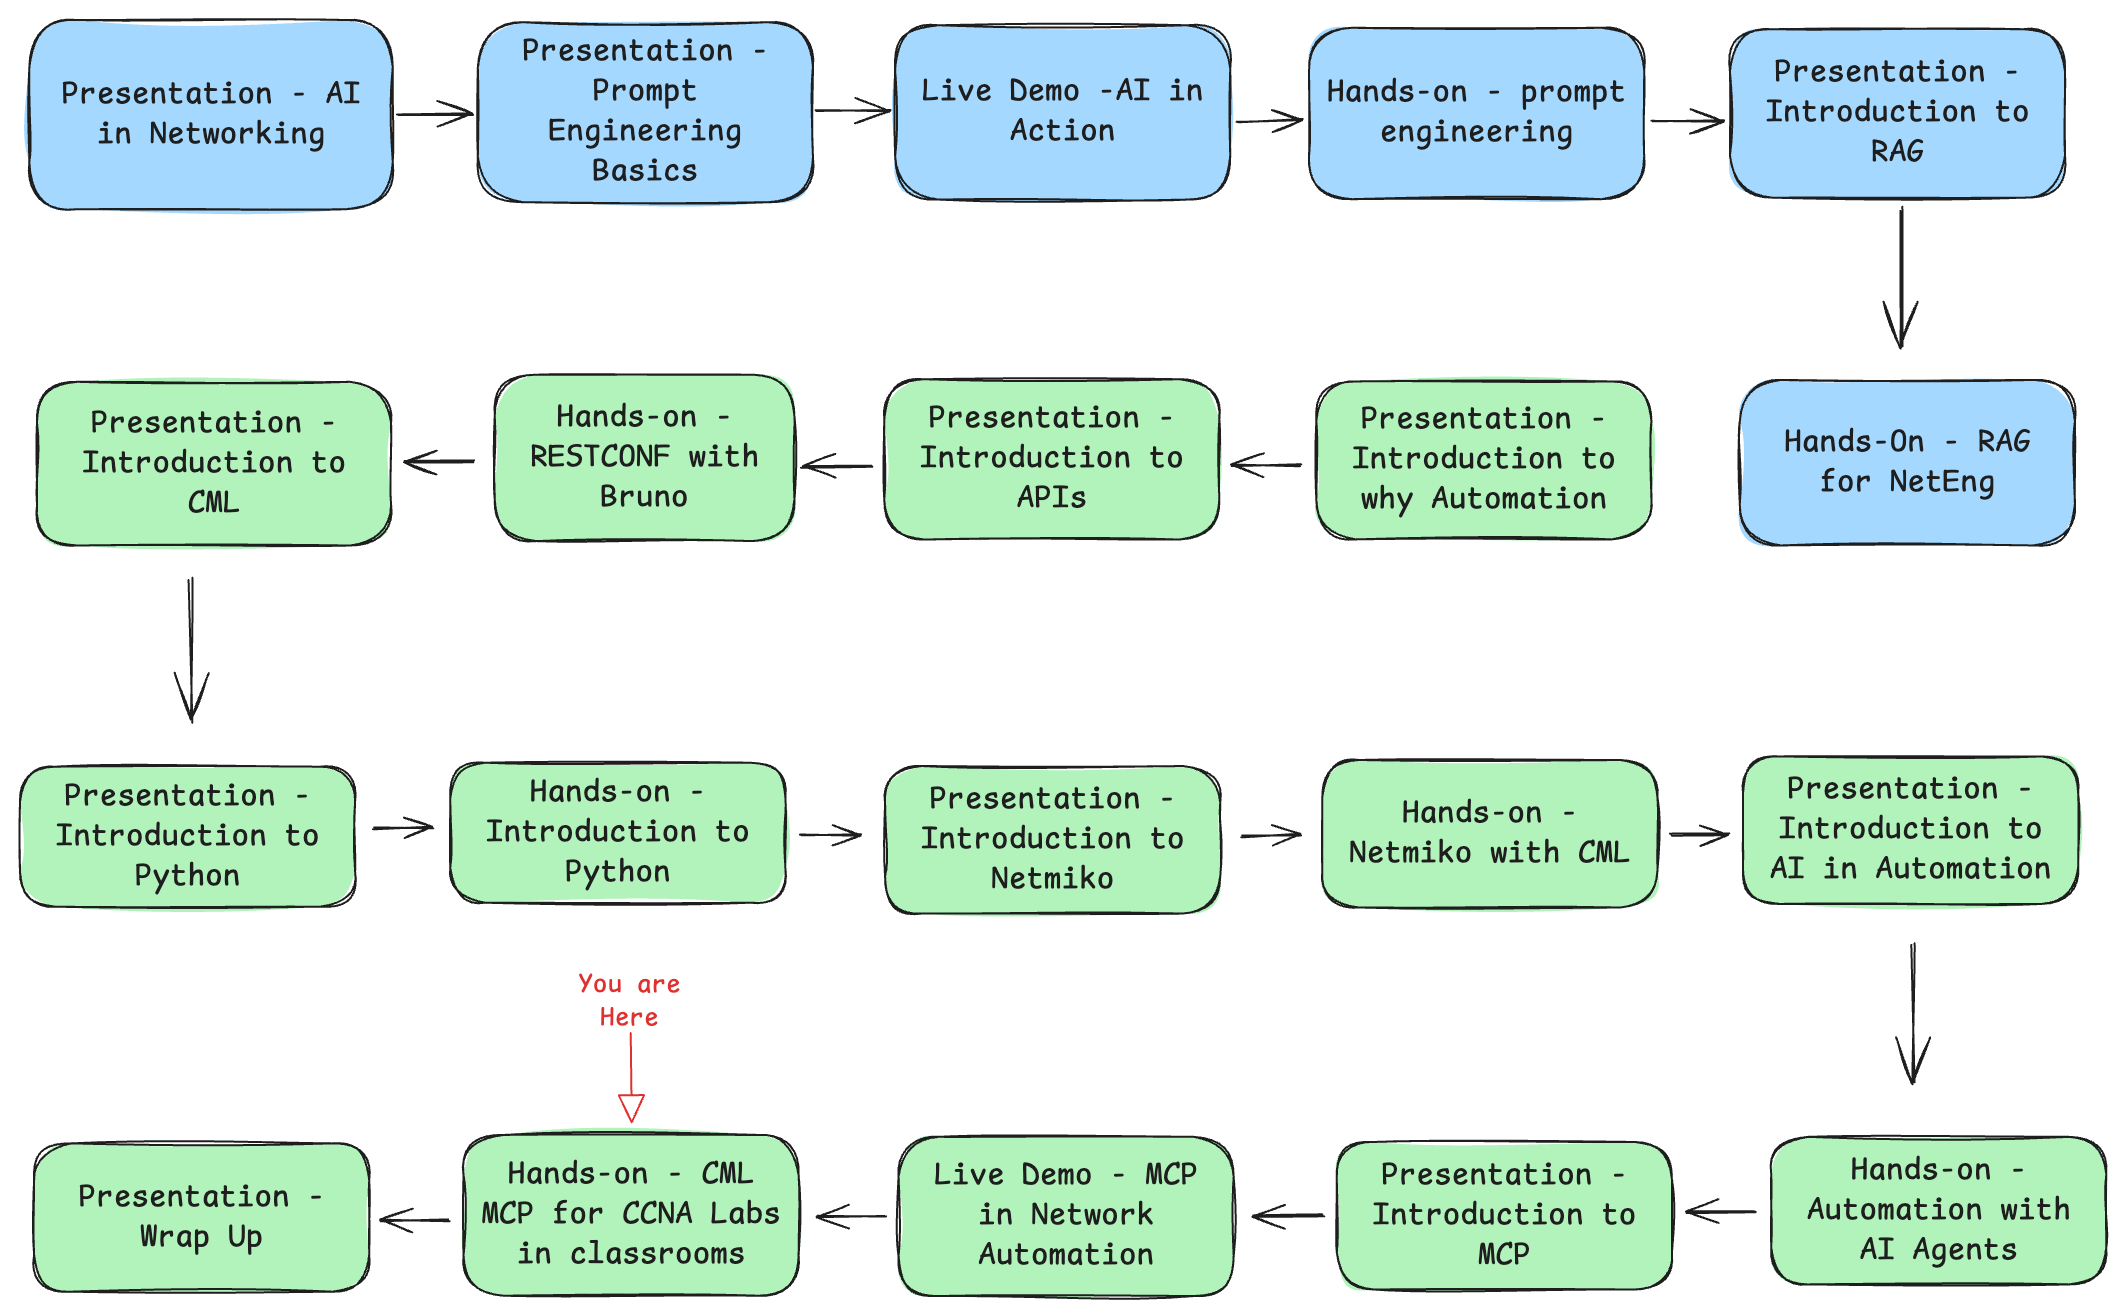 Presentation - AI
in Networking
Presentation -
Prompt
Engineering
Basics
Live Demo -AI in
Action
Hands-on - prompt
engineering
Presentation -
Introduction to
RAG
Hands-On - RAG
for NetEng
Presentation -
Introduction to
why Automation
Presentation -
Introduction to
APIs
Hands-on -
RESTCONF with
Bruno
Presentation -
Introduction to
CML
Presentation -
Introduction to
Python
Hands-on -
Introduction to
Python
Presentation -
Introduction to
Netmiko
Hands-on -
Netmiko with CML
Presentation -
Introduction to
AI in Automation
Hands-on -
Automation with
AI Agents
Presentation -
Introduction to
MCP
Live Demo - MCP
in Network
Automation
You are
Here
Hands-on - CML
MCP for CCNA Labs
in classrooms
Presentation -
Wrap Up